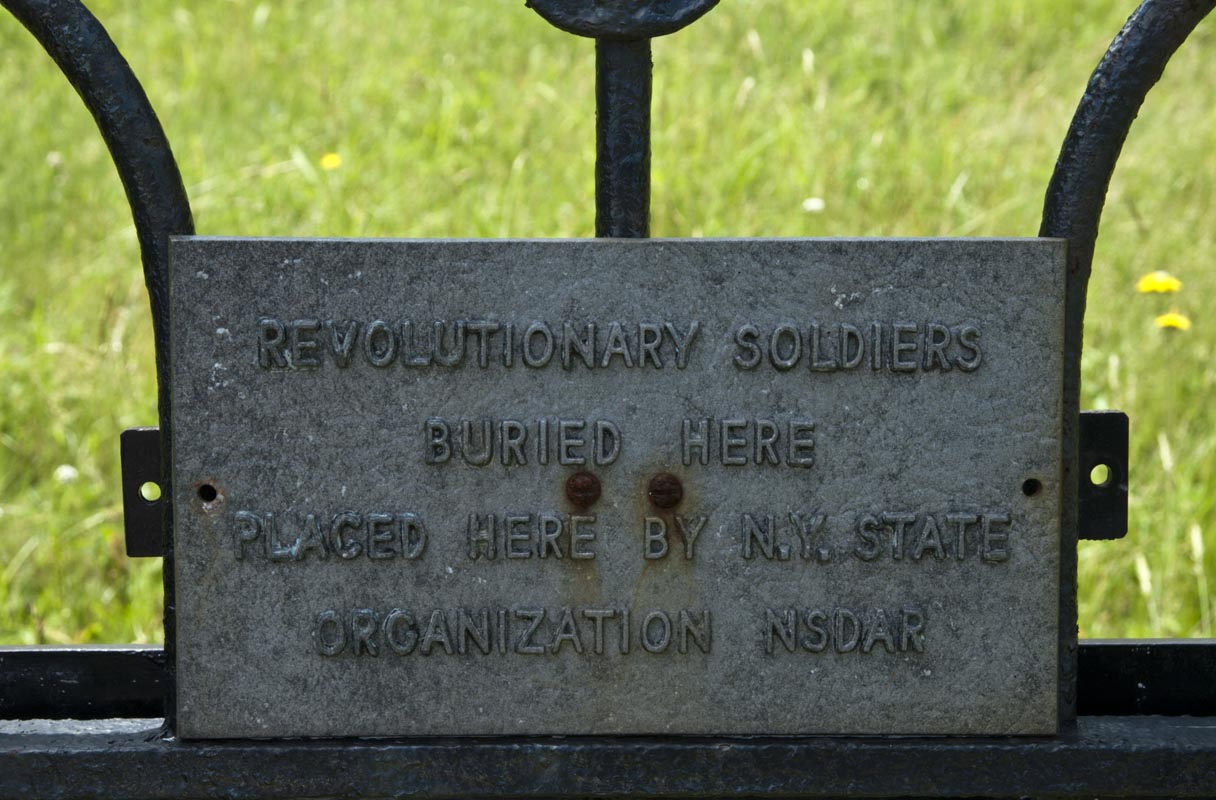 REVOLUTIONARY SOLDIERS
BURIED HERE
PLACED HERE BY N.Y. STATE
ORGANIZATION NSDAR